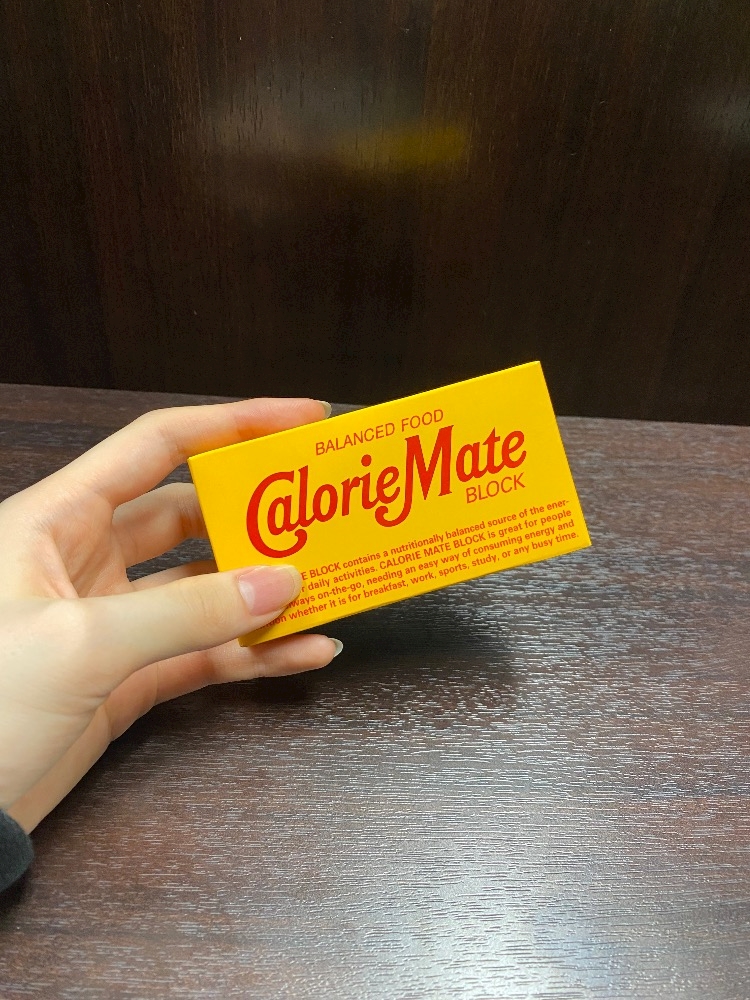 BALANCED FOOD
CalorieMate
BLOCK
E BLOCK contains a nutritionally balanced source of the ener-
daily activities. CALORIE MATE BLOCK is great for people
ways on-the-go, needing an easy way of consuming energy and
whether it is for breakfast, work, sports, study, or any busy time.